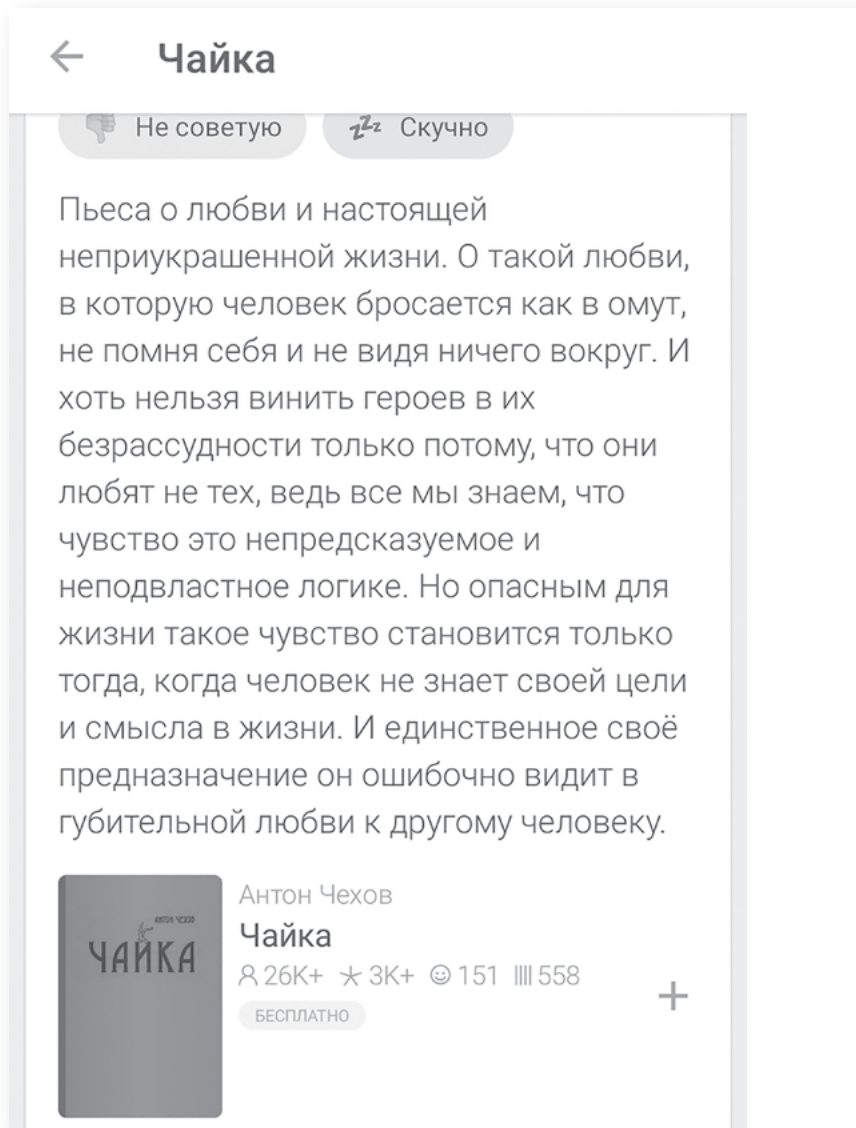 Чайка
Не советую
Скучно
Пьеса о любви и настоящей
неприукрашенной жизни. О такой любви,
в которую человек бросается как в омут,
не помня себя и не видя ничего вокруг. И
хоть нельзя винить героев в их
безрассудности только потому, что они
любят не тех, ведь все мы знаем, что
чувство это непредсказуемое и
неподвластное логике. Но опасным для
жизни такое чувство становится только
тогда, когда человек не знает своей цели
и смысла в жизни. И единственное своё
предназначение он ошибочно видит в
губительной любви к другому человеку.
АНТОН ЧЕХОВ
ЧАЙКА
Антон Чехов
Чайка
26K+ 3K+ 151 558
БЕСПЛАТНО